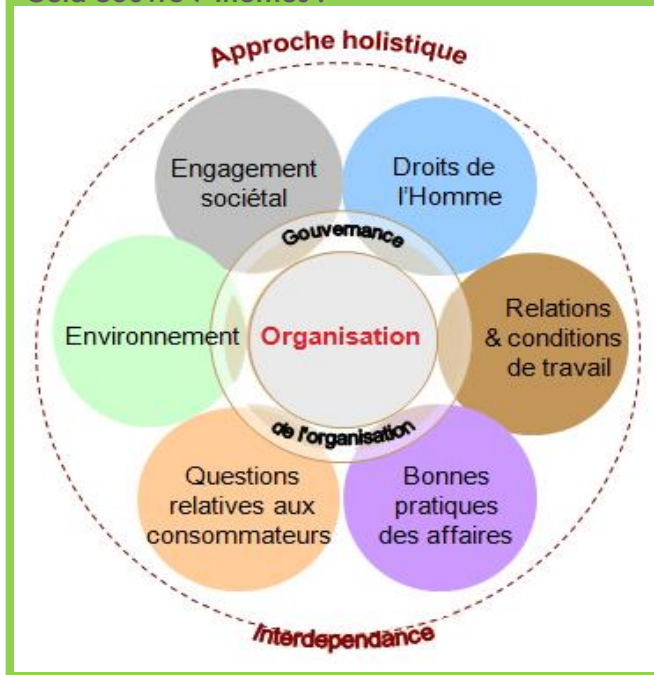 Approche holistique
Engagement
sociétal
Droits de
l'Homme
Gouvernance
Environnement
Organisation
Relations
& conditions
de travail
de l'organisation
Questions
relatives aux
consommateurs
Bonnes
pratiques
des affaires
Interdependance